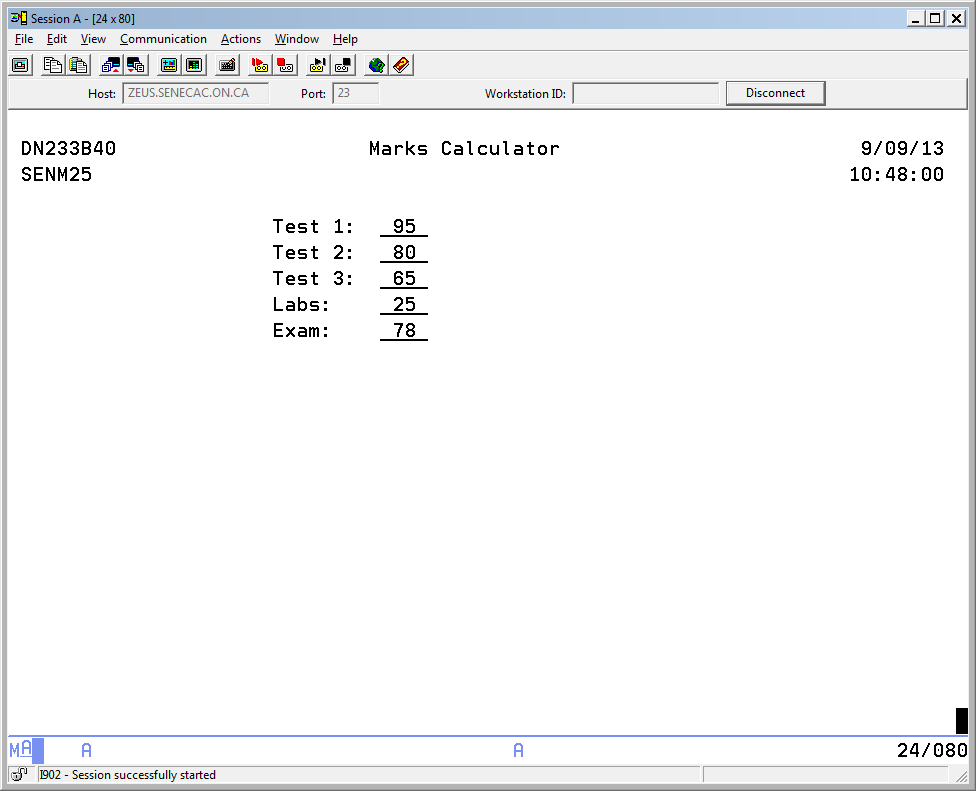 Session A - [24 x 80]
File Edit View Communication Actions Window Help
Host: ZEUS.SENECAC.ON.CA Port: 23 Workstation ID: Disconnect
DN233B40 Marks Calculator 9/09/13
SENM25 10:48:00
Test 1: 95
Test 2: 80
Test 3: 65
Labs: 25
Exam: 78
MA A A 24/080
I902 - Session successfully started